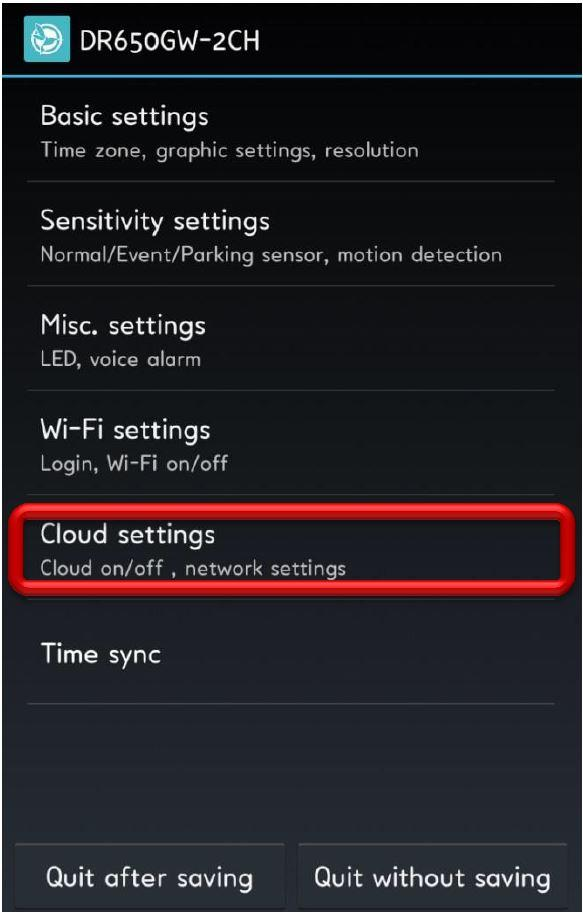 DR650GW-2CH
Basic settings
Time zone, graphic settings, resolution
Sensitivity settings
Normal/Event/Parking sensor, motion detection
Misc. settings
LED, voice alarm
Wi-Fi settings
Login, Wi-Fi on/off
Cloud settings
Cloud on/off , network settings
Time sync
Quit after saving
Quit without saving